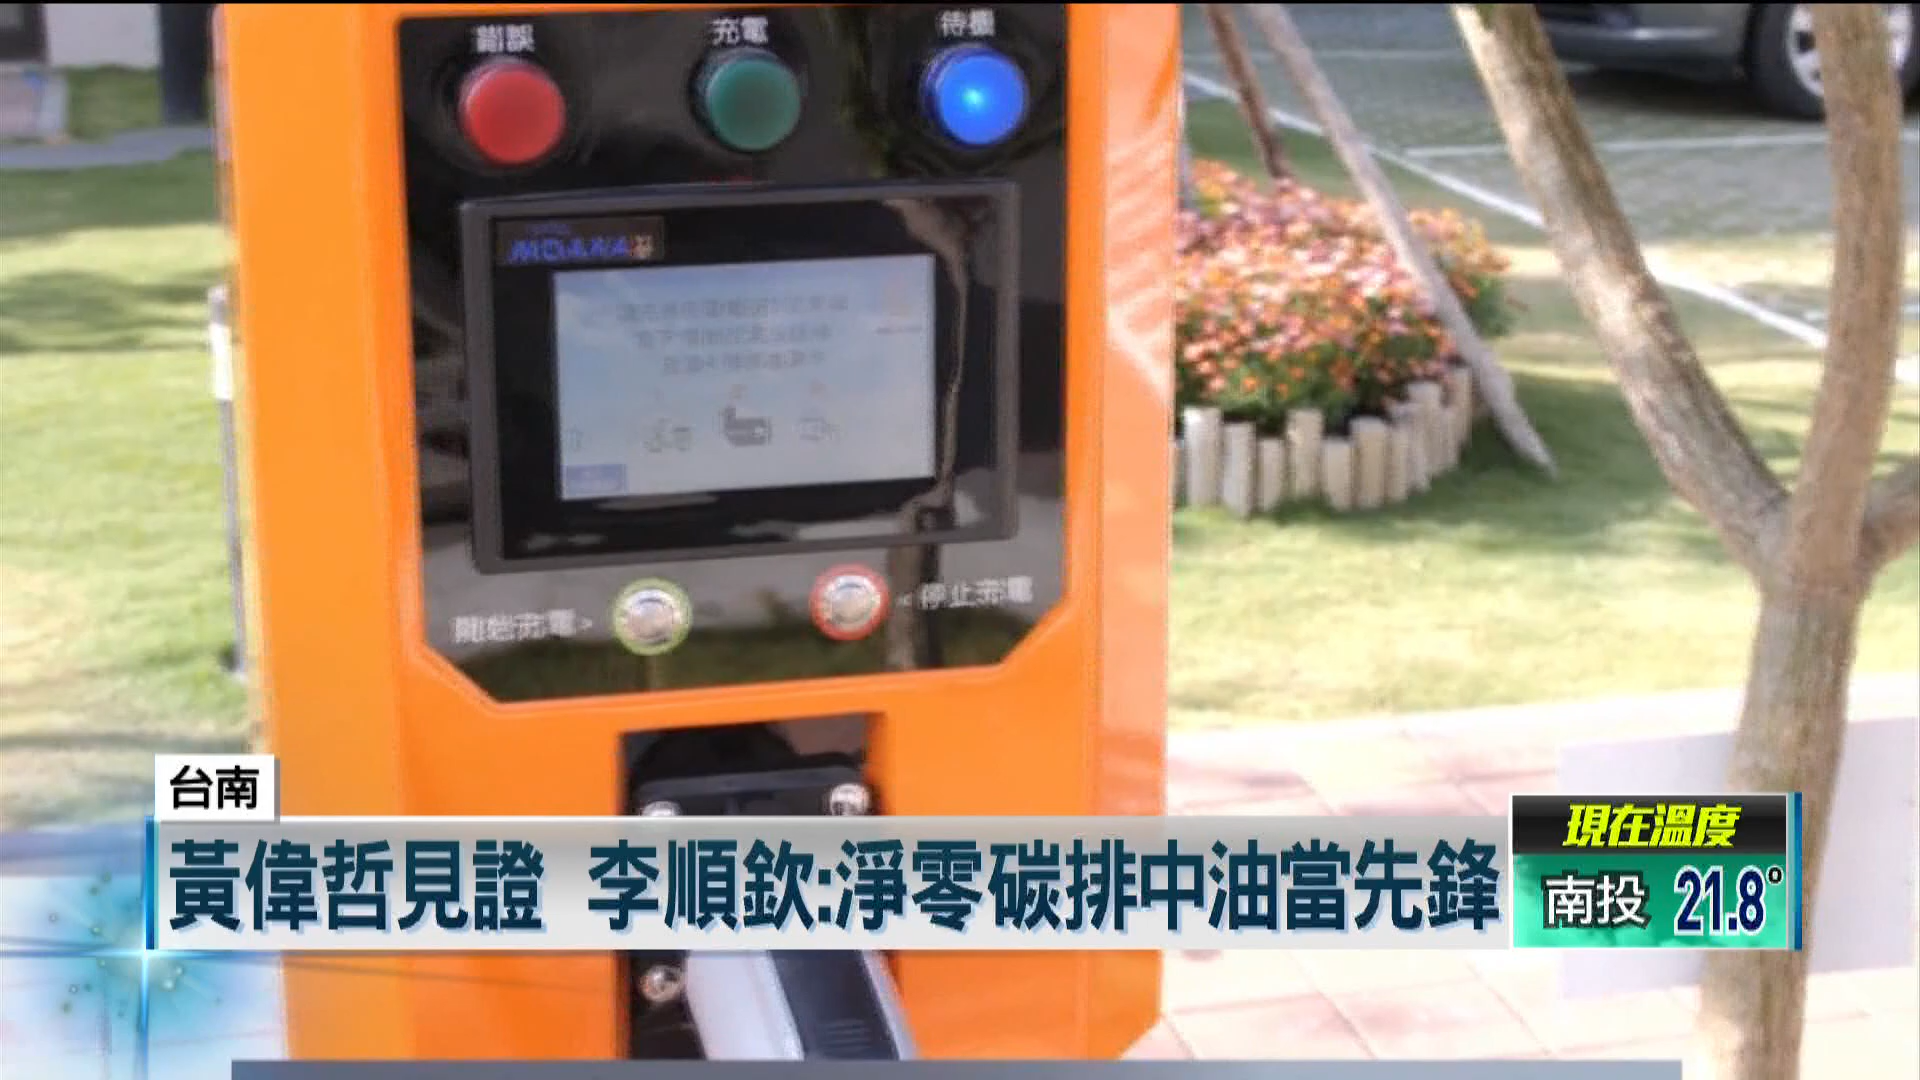 錯誤
充電
待機
開始充電>
<停止充電
台南
黃偉哲見證 李順欽:淨零碳排中油當先鋒
現在溫度
南投 21.8°